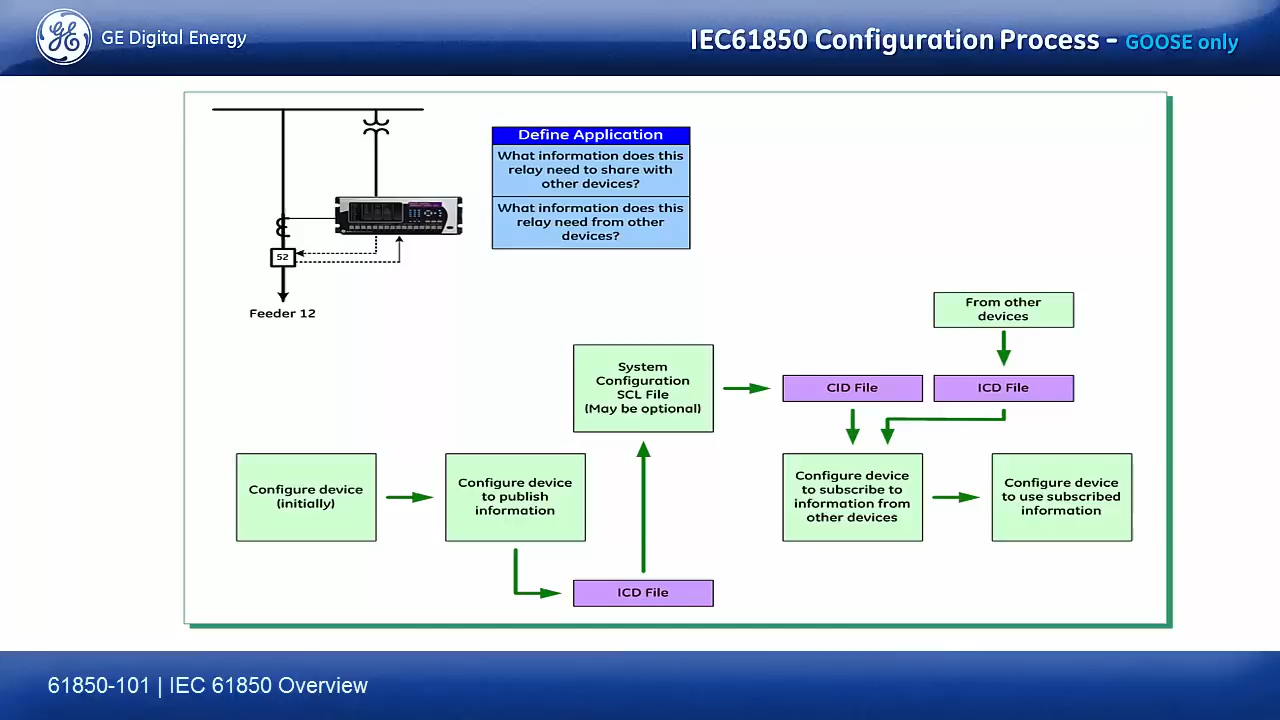 GE Digital Energy
IEC61850 Configuration Process – GOOSE only
Define Application
What information does this
relay need to share with
other devices?
What information does this
relay need from other
devices?
52
Feeder 12
From other
devices
System
Configuration
SCL File
(May be optional)
CID File
ICD File
Configure device
(initially)
Configure device
to publish
information
Configure device
to subscribe to
information from
other devices
Configure device
to use subscribed
information
ICD File
61850-101 | IEC 61850 Overview